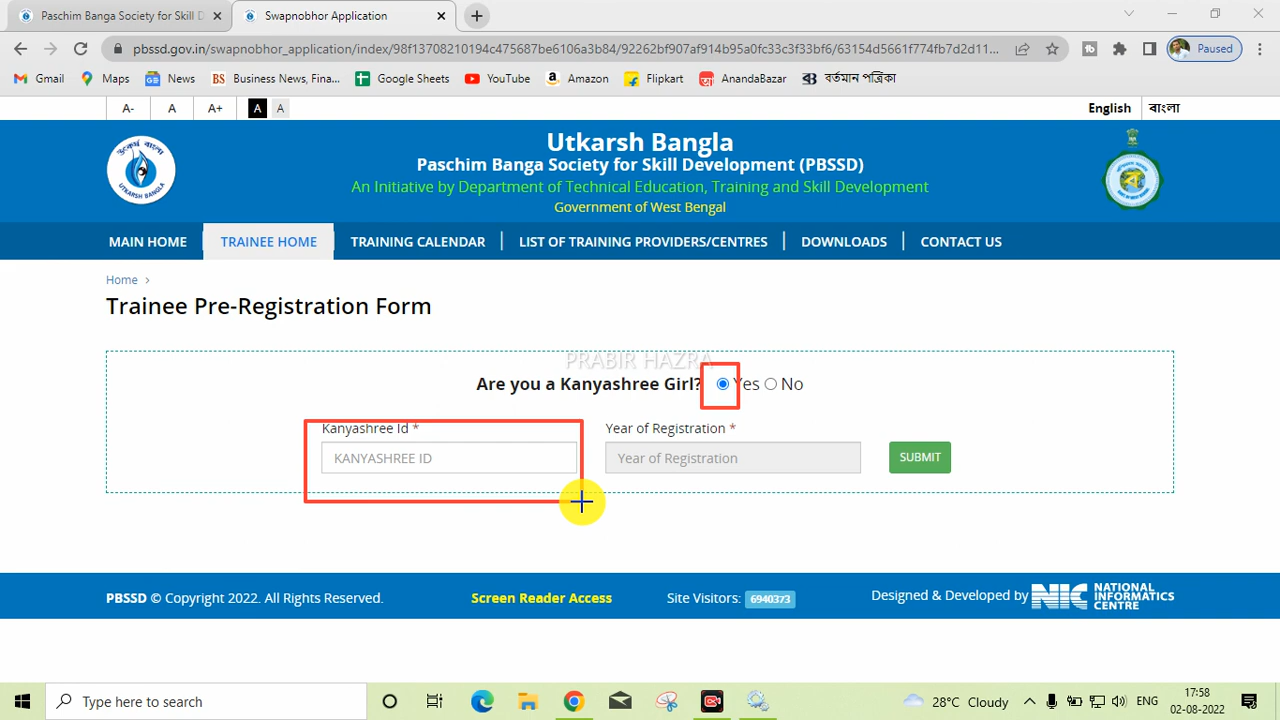 Paschim Banga Society for Skill D
Swapnobhor Application
pbssd.gov.in/swapnobhor_application/index/98f13708210194c475687be6106a3b84/92262bf907af914b95a0fc33c3f33bf6/63154d5661f774fb7d2d11...
Paused
Gmail
Maps
News
BS Business News, Fina...
Google Sheets
YouTube
Amazon
Flipkart
AnandaBazar
বর্তমান পত্রিকা
A- A A+ A A
English বাংলা
উৎকর্ষ বাংলা
UTKARSH BANGLA
Utkarsh Bangla
Paschim Banga Society for Skill Development (PBSSD)
An Initiative by Department of Technical Education, Training and Skill Development
Government of West Bengal
MAIN HOME TRAINEE HOME TRAINING CALENDAR LIST OF TRAINING PROVIDERS/CENTRES DOWNLOADS CONTACT US
Home ›
Trainee Pre-Registration Form
PRABIR HAZRA
Are you a Kanyashree Girl? Yes No
Kanyashree Id * Year of Registration *
KANYASHREE ID Year of Registration SUBMIT
PBSSD © Copyright 2022. All Rights Reserved. Screen Reader Access Site Visitors: 6940373 Designed & Developed by NIC NATIONAL INFORMATICS CENTRE
Type here to search
28°C Cloudy
ENG
17:58
02-08-2022